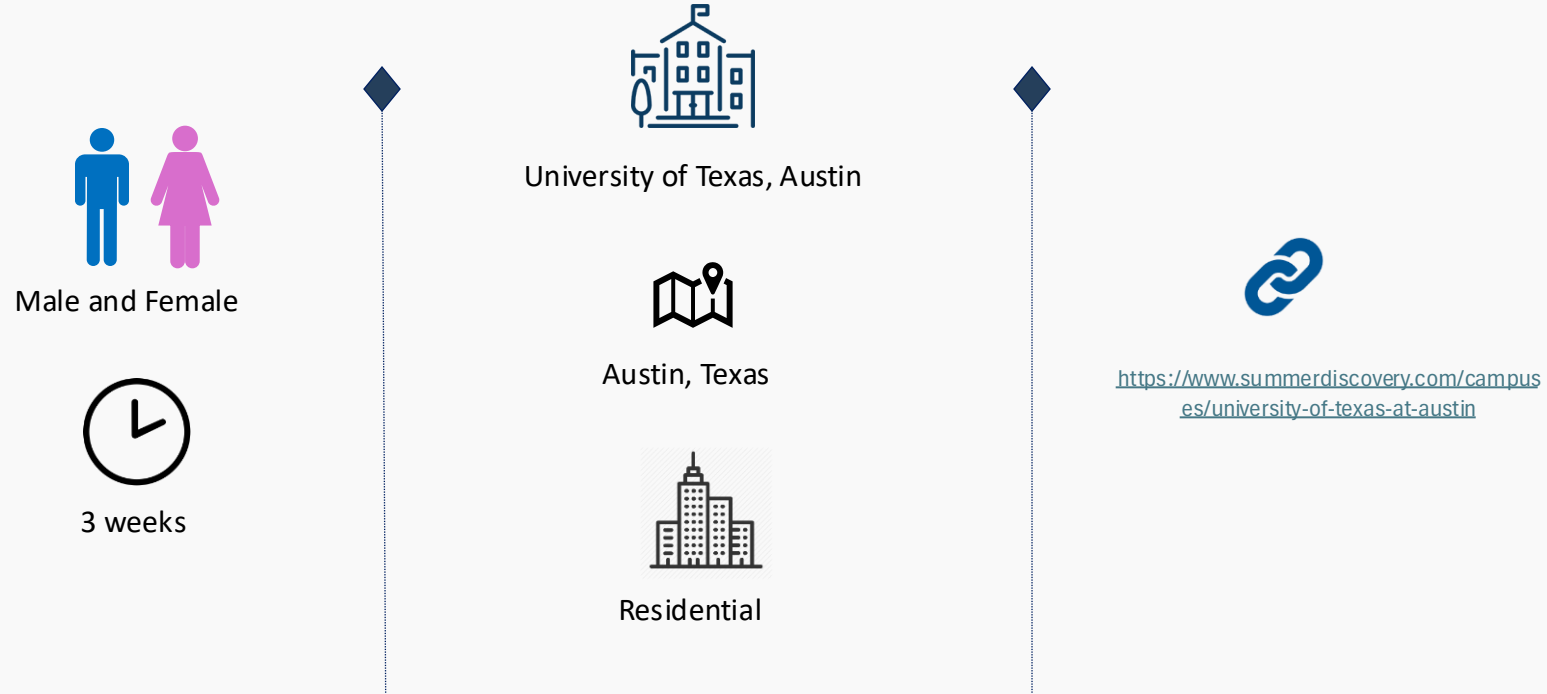 Male and Female
3 weeks
University of Texas, Austin
Austin, Texas
Residential
https://www.summerdiscovery.com/campus
es/university-of-texas-at-austin